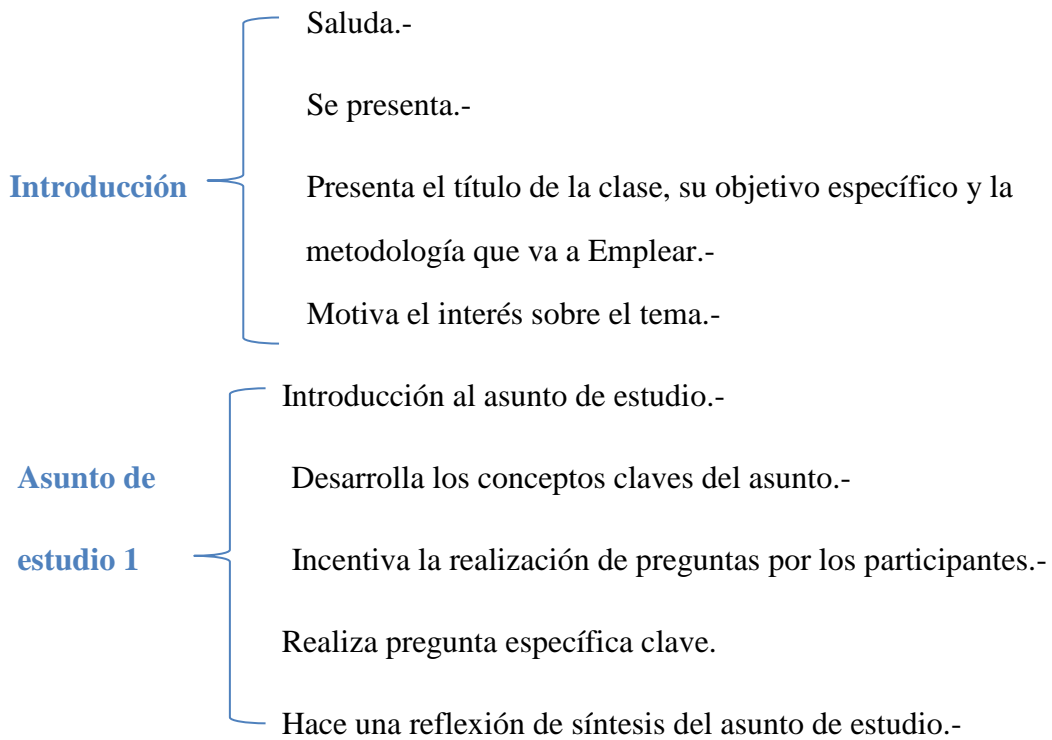 Saluda.-
Se presenta.-
Introducción
Presenta el título de la clase, su objetivo específico y la
metodología que va a Emplear.-
Motiva el interés sobre el tema.-
Introducción al asunto de estudio.-
Asunto de
Desarrolla los conceptos claves del asunto.-
estudio 1
Incentiva la realización de preguntas por los participantes.-
Realiza pregunta específica clave.
Hace una reflexión de síntesis del asunto de estudio.-